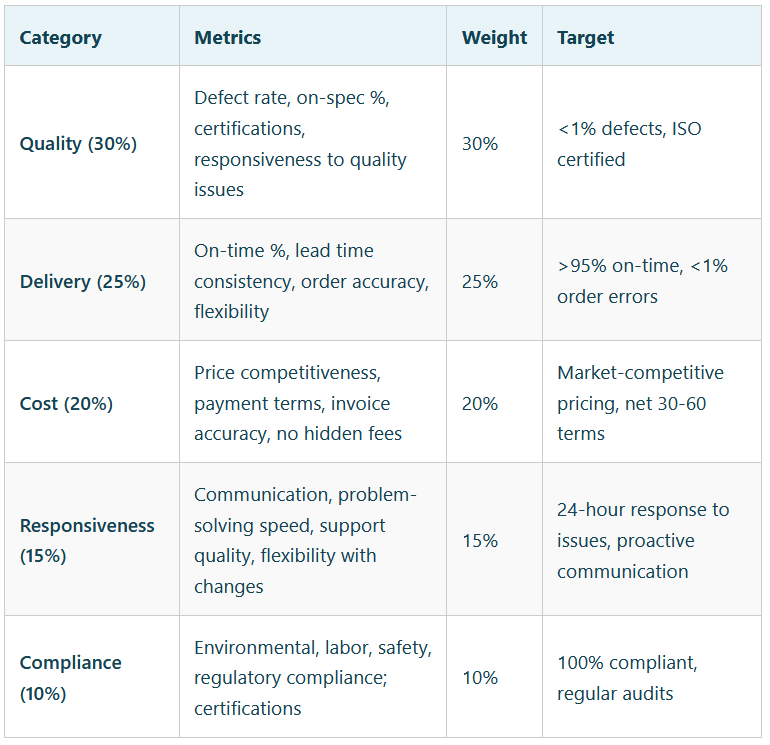 Category Metrics Weight Target
Quality (30%)
Defect rate, on-spec %,
certifications,
responsiveness to quality
issues
30%
<1% defects, ISO
certified
Delivery (25%)
On-time %, lead time
consistency, order accuracy,
flexibility
25%
>95% on-time, <1%
order errors
Cost (20%)
Price competitiveness,
payment terms, invoice
accuracy, no hidden fees
20%
Market-competitive
pricing, net 30-60
terms
Responsiveness
(15%)
Communication, problem-
solving speed, support
quality, flexibility with
changes
15%
24-hour response to
issues, proactive
communication
Compliance
(10%)
Environmental, labor, safety,
regulatory compliance;
certifications
10%
100% compliant,
regular audits